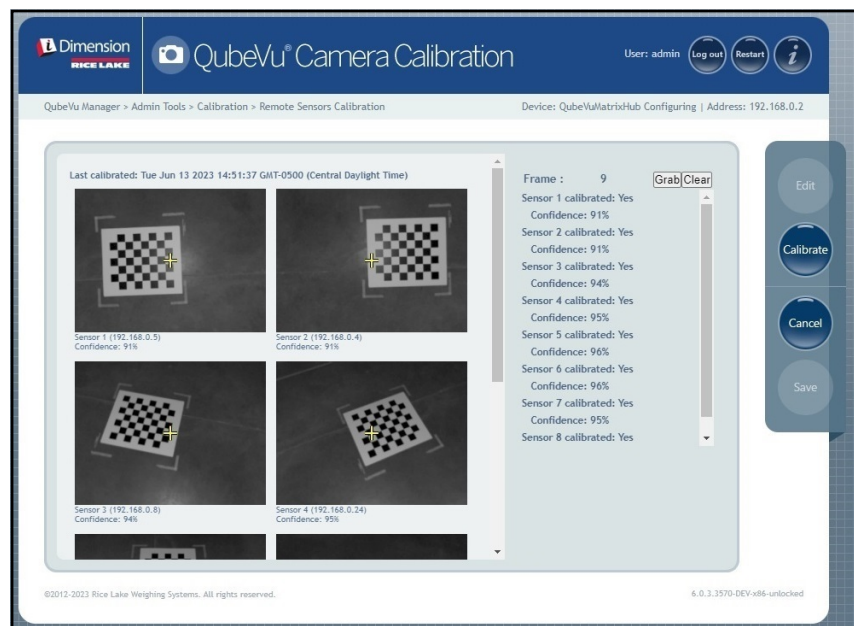 iDimension
RICE LAKE
QubeVu® Camera Calibration
User: admin
Log out
Restart
i
QubeVu Manager > Admin Tools > Calibration > Remote Sensors Calibration
Device: QubeVuMatrixHub Configuring | Address: 192.168.0.2
Last calibrated: Tue Jun 13 2023 14:51:37 GMT-0500 (Central Daylight Time)
Sensor 1 (192.168.0.5)
Confidence: 91%
Sensor 2 (192.168.0.4)
Confidence: 91%
Sensor 3 (192.168.0.8)
Confidence: 94%
Sensor 4 (192.168.0.24)
Confidence: 95%
Frame : 9
Grab
Clear
Sensor 1 calibrated: Yes
Confidence: 91%
Sensor 2 calibrated: Yes
Confidence: 91%
Sensor 3 calibrated: Yes
Confidence: 94%
Sensor 4 calibrated: Yes
Confidence: 95%
Sensor 5 calibrated: Yes
Confidence: 96%
Sensor 6 calibrated: Yes
Confidence: 96%
Sensor 7 calibrated: Yes
Confidence: 95%
Sensor 8 calibrated: Yes
Edit
Calibrate
Cancel
Save
©2012-2023 Rice Lake Weighing Systems. All rights reserved.
6.0.3.3570-DEV-x86-unlocked